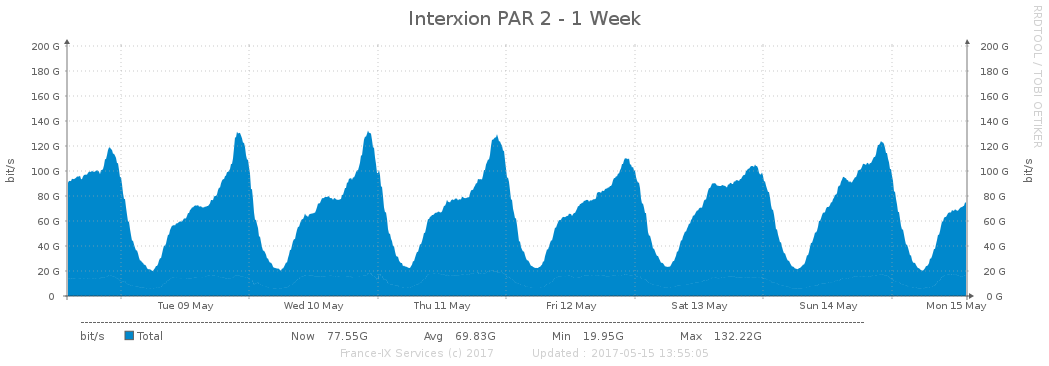 Interxion PAR 2 - 1 Week
RRDTOOL / TOBI OETIKER
bit/s
200 G
180 G
160 G
140 G
120 G
100 G
80 G
60 G
40 G
20 G
0
200 G
180 G
160 G
140 G
120 G
100 G
80 G
60 G
40 G
20 G
0 G
bit/s
Tue 09 May Wed 10 May Thu 11 May Fri 12 May Sat 13 May Sun 14 May Mon 15 May
bit/s Total Now 77.55G Avg 69.83G Min 19.95G Max 132.22G
France-IX Services (c) 2017 Updated : 2017-05-15 13:55:05